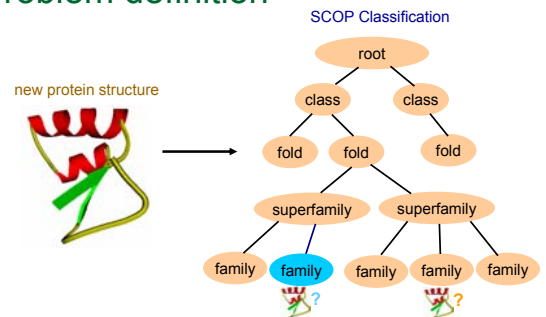 SCOP Classification
root
new protein structure
class class
fold fold fold
superfamily superfamily
family family family family family
? ?